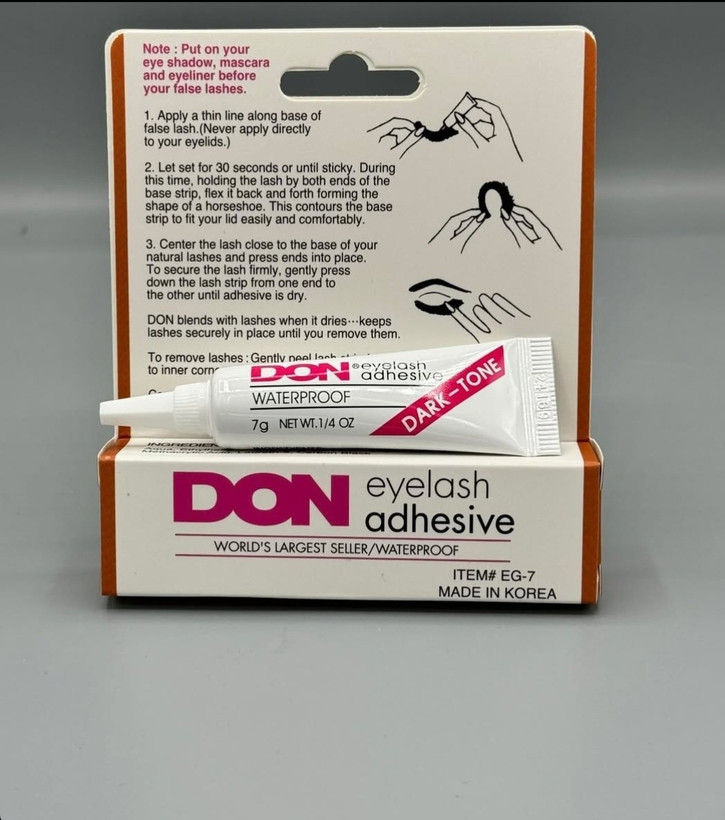 Note : Put on your
eye shadow, mascara
and eyeliner before
your false lashes.
1. Apply a thin line along base of
false lash.(Never apply directly
to your eyelids.)
2. Let set for 30 seconds or until sticky. During
this time, holding the lash by both ends of the
base strip, flex it back and forth forming the
shape of a horseshoe. This contours the base
strip to fit your lid easily and comfortably.
3. Center the lash close to the base of your
natural lashes and press ends into place.
To secure the lash firmly, gently press
down the lash strip from one end to
the other until adhesive is dry.
DON blends with lashes when it dries···keeps
lashes securely in place until you remove them.
To remove lashes : Gently peel lash
to inner
DON ®eyelash
adhesive
WATERPROOF
7g NET WT.1/4 OZ
DARK-TONE
DON eyelash
adhesive
WORLD'S LARGEST SELLER/WATERPROOF
ITEM# EG-7
MADE IN KOREA